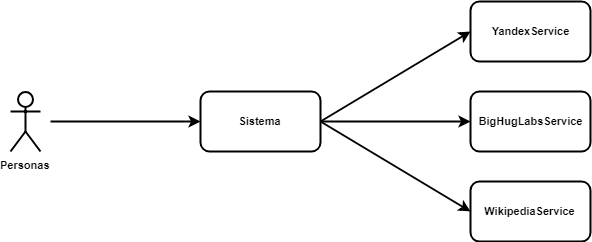 YandexService
Sistema
BigHugLabsService
Personas
WikipediaService